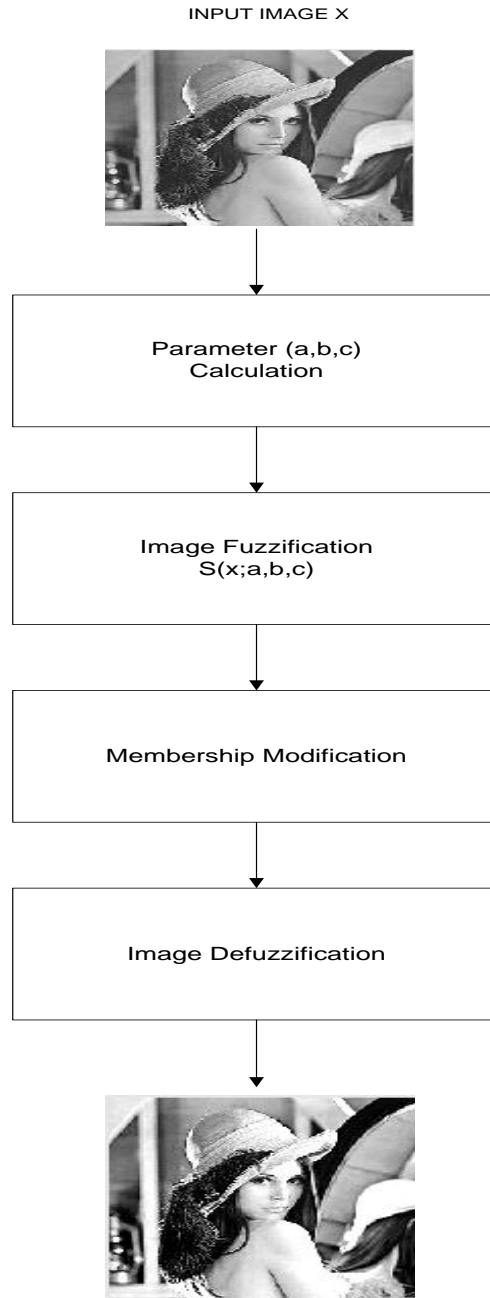 INPUT IMAGE X
Parameter (a,b,c)
Calculation
Image Fuzzification
S(x;a,b,c)
Membership Modification
Image Defuzzification